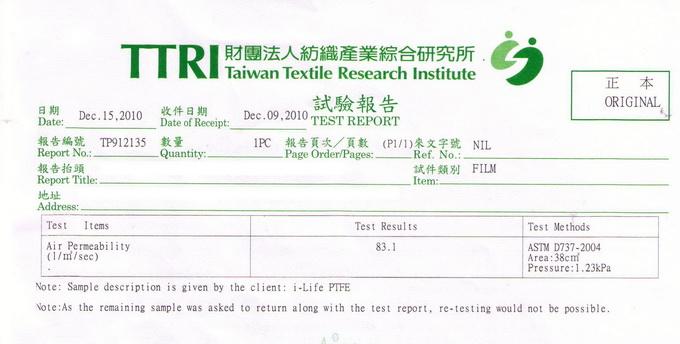 TTRI 財團法人紡織產業綜合研究所
Taiwan Textile Research Institute
正 本
ORIGINAL
日期 Date: Dec.15,2010 收件日期 Date of Receipt: Dec.09,2010 試驗報告 TEST REPORT
報告編號 Report No.: TP912135 數量 Quantity: 1PC 報告頁次／頁數 Page Order/Pages: (P1/1) 來文字號 Ref. No.: NIL
報告抬頭 Report Title: 試件類別 Item: FILM
地址 Address:
Test Items Test Results Test Methods
Air Permeability 83.1 ASTM D737-2004
(l/㎡/sec) Area:38c㎡
Pressure:1.23kPa
Note: Sample description is given by the client: i-Life PTFE
Note:As the remaining sample was asked to return along with the test report, re-testing would not be possible.